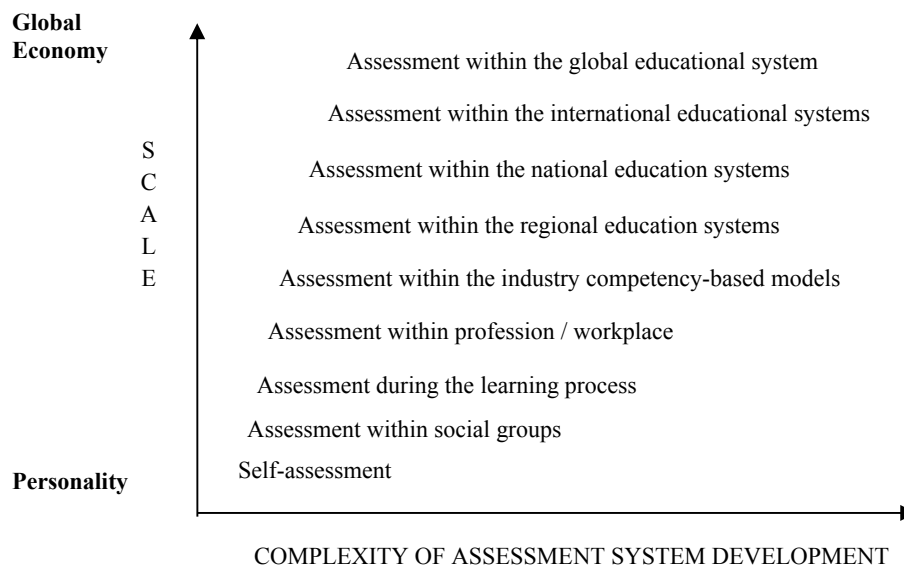 Global
Economy
Assessment within the global educational system
Assessment within the international educational systems
S
C
A
L
E
Assessment within the national education systems
Assessment within the regional education systems
Assessment within the industry competency-based models
Assessment within profession / workplace
Assessment during the learning process
Assessment within social groups
Self-assessment
Personality
COMPLEXITY OF ASSESSMENT SYSTEM DEVELOPMENT